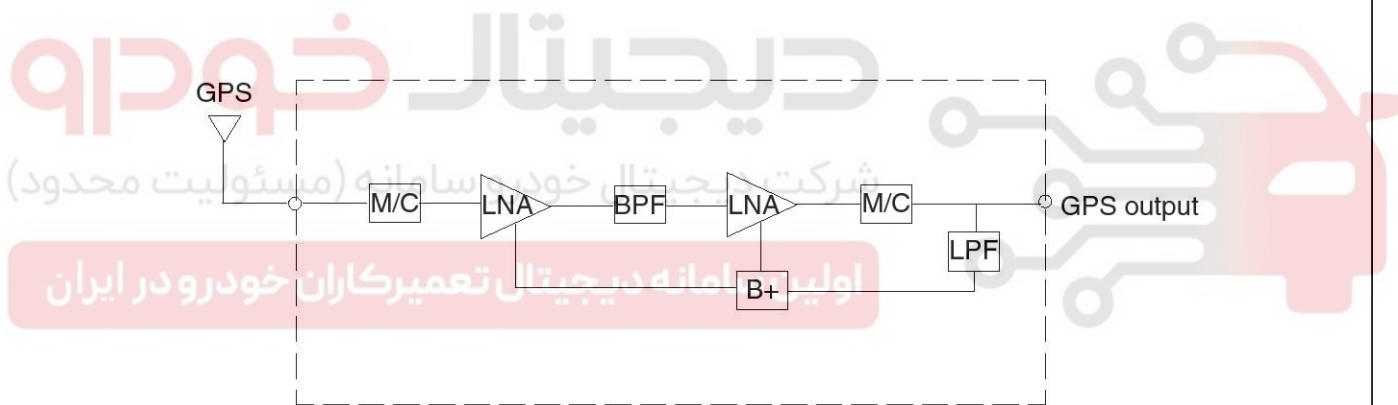 دیجیتال خودرو
GPS
شرکت دیجیتال خودرو سامانه (مسئولیت محدود)
M/C LNA BPF LNA M/C GPS output
LPF
اولین سامانه دیجیتال تعمیرکاران خودرو در ایران
B+